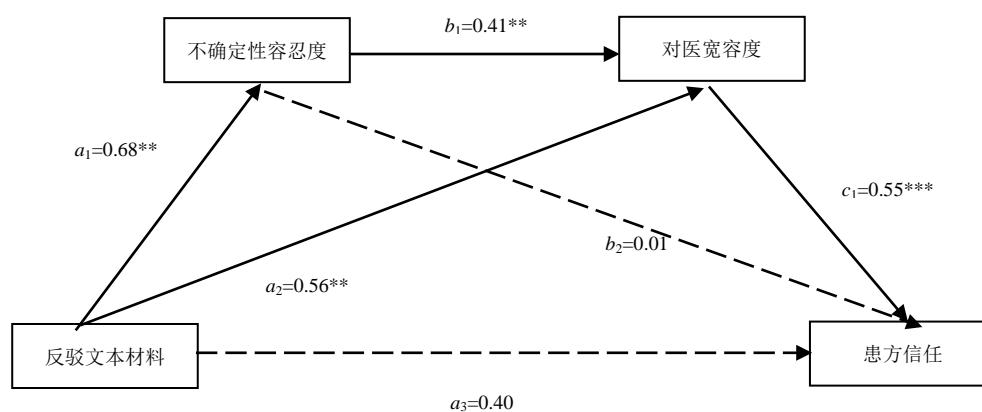 b₁=0.41**
不确定性容忍度
对医宽容度
a₁=0.68**
c₁=0.55***
b₂=0.01
a₂=0.56**
反驳文本材料
患方信任
a₃=0.40